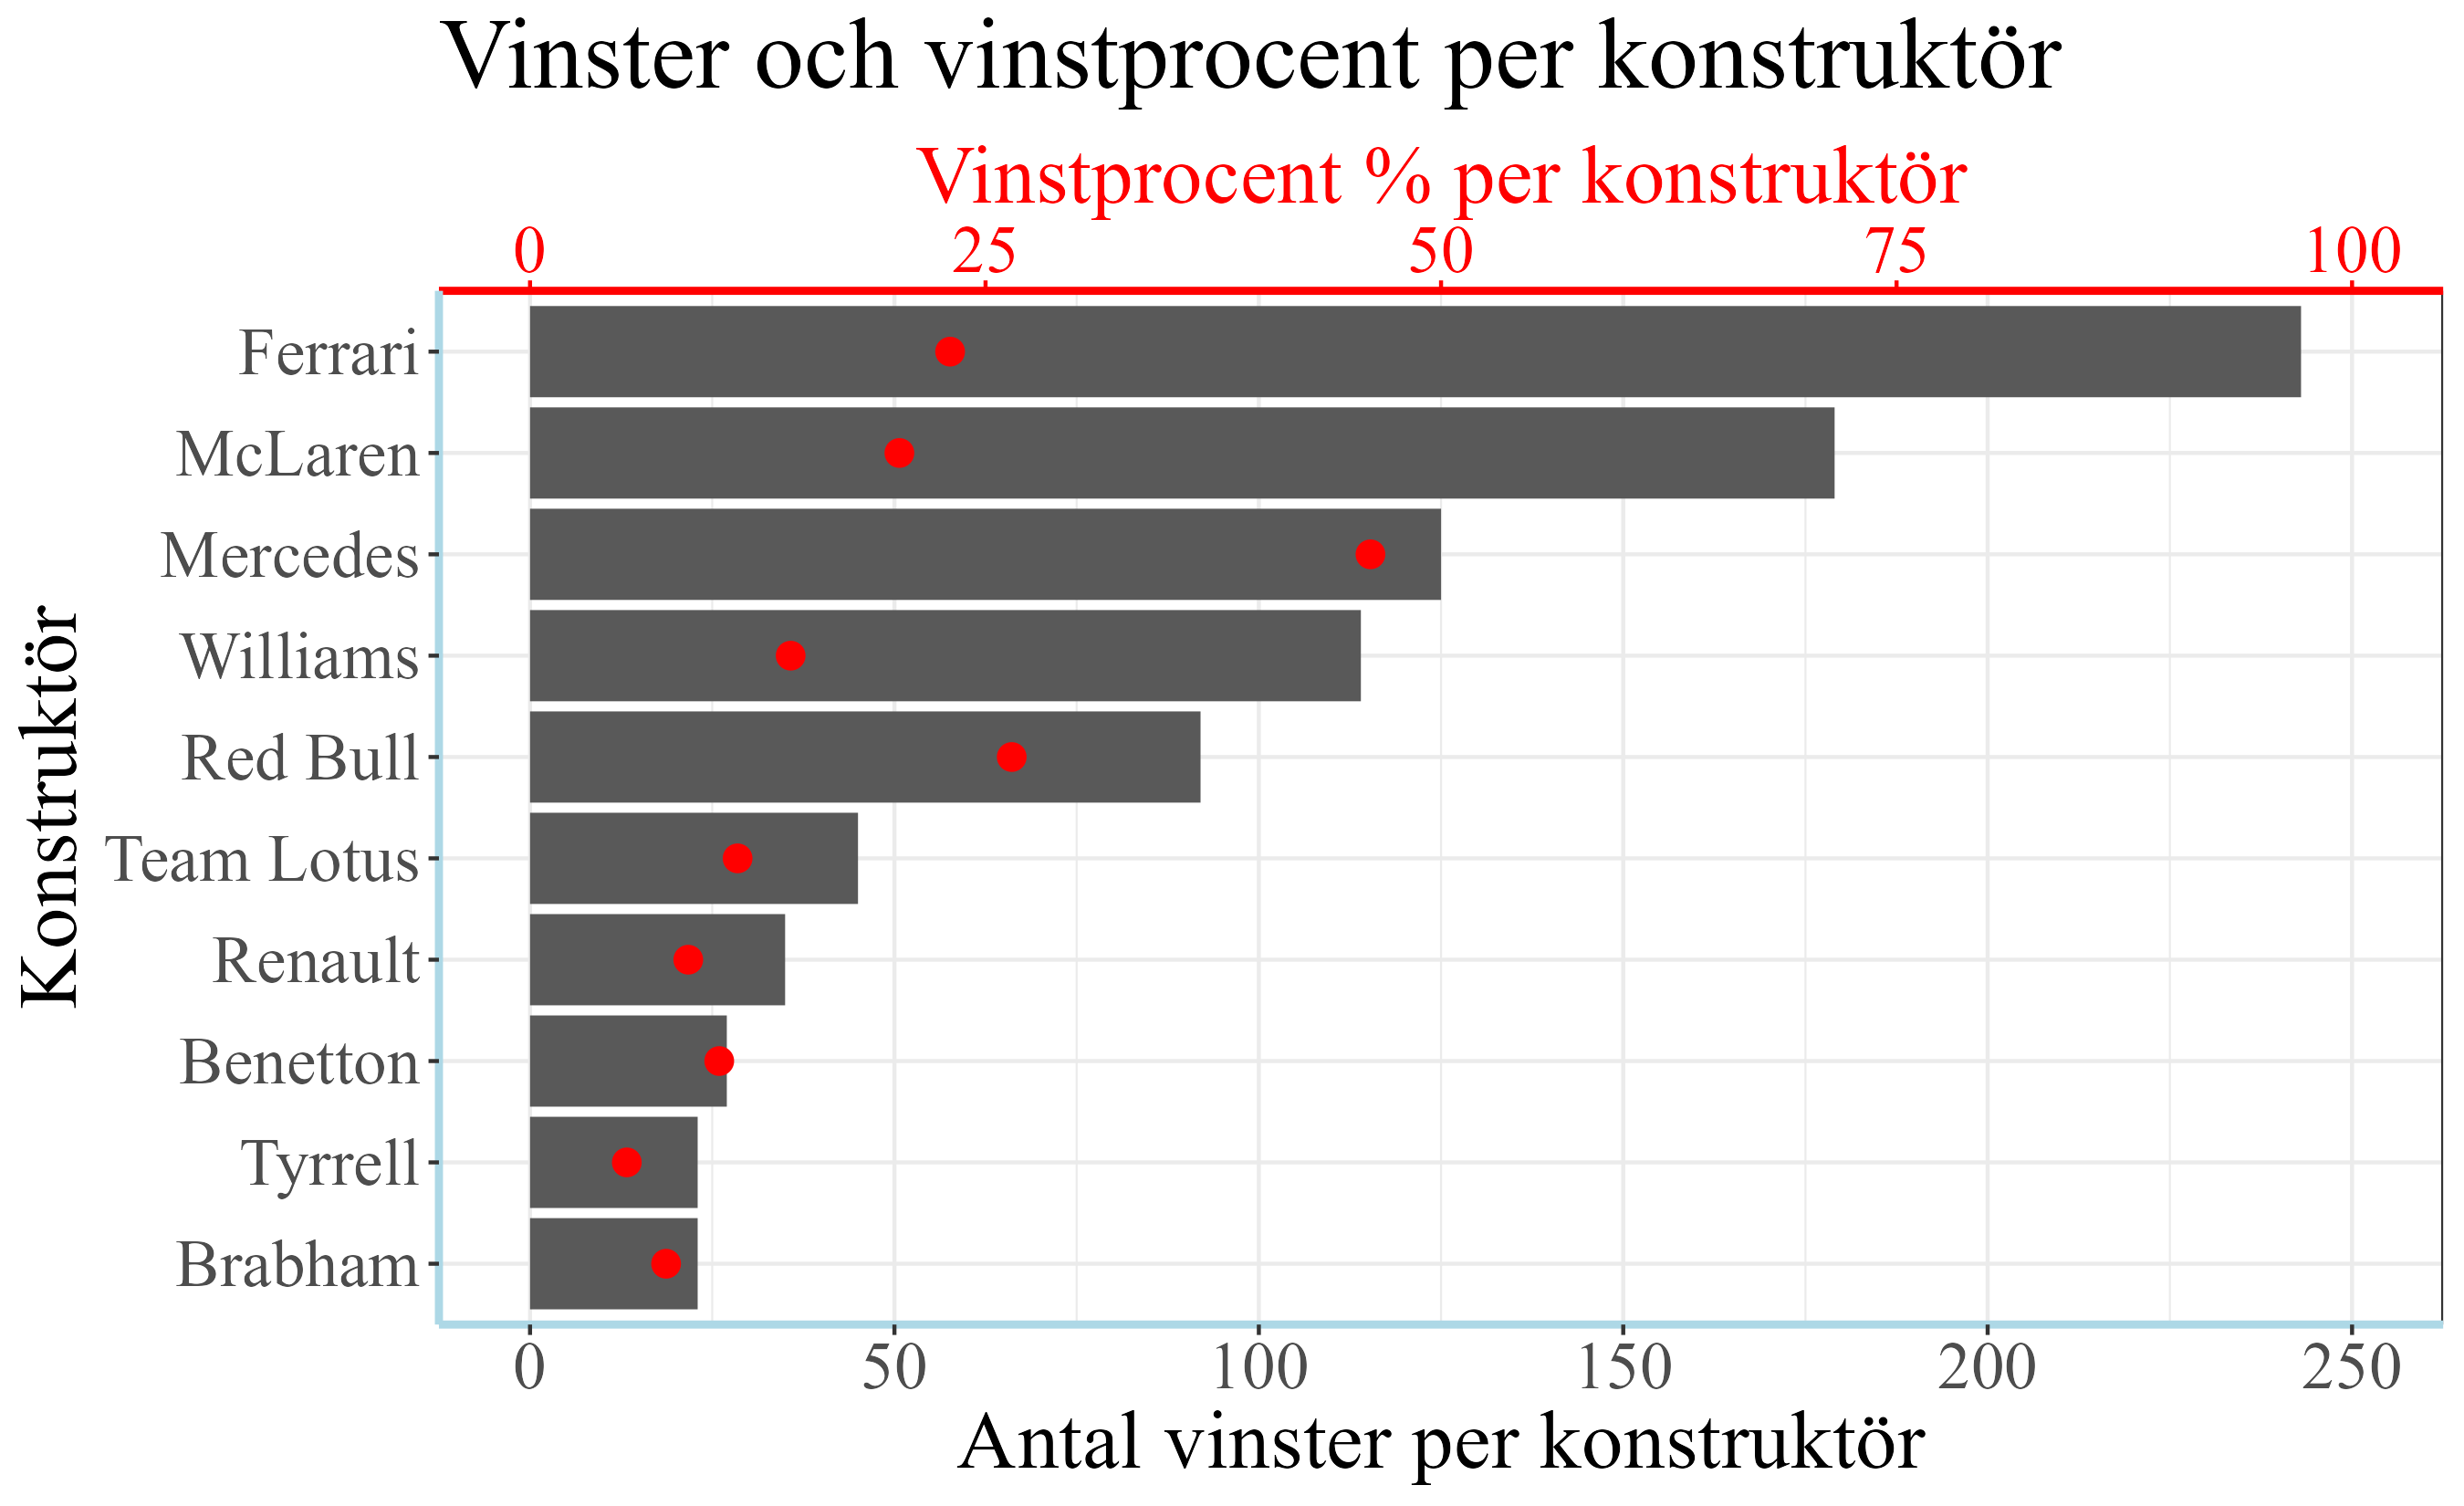 Vinster och vinstprocent per konstruktör
Vinstprocent % per konstruktör
0 25 50 75 100
Ferrari
McLaren
Mercedes
Williams
Red Bull
Team Lotus
Renault
Benetton
Tyrrell
Brabham
Konstruktör
0 50 100 150 200 250
Antal vinster per konstruktör